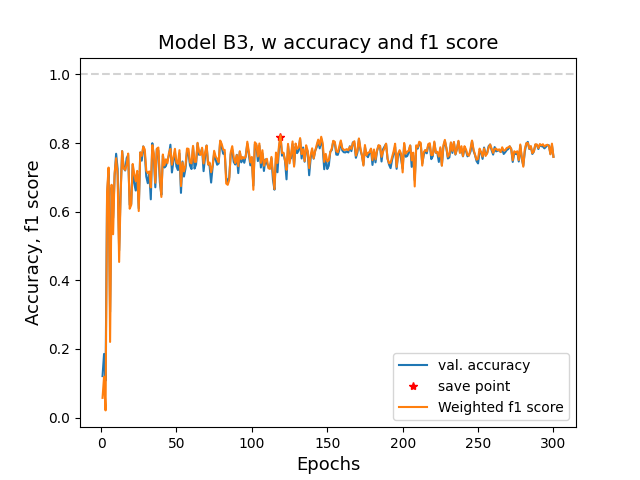 Model B3, w accuracy and f1 score
Accuracy, f1 score
1.0
0.8
0.6
0.4
0.2
0.0
val. accuracy
save point
Weighted f1 score
0 50 100 150 200 250 300
Epochs